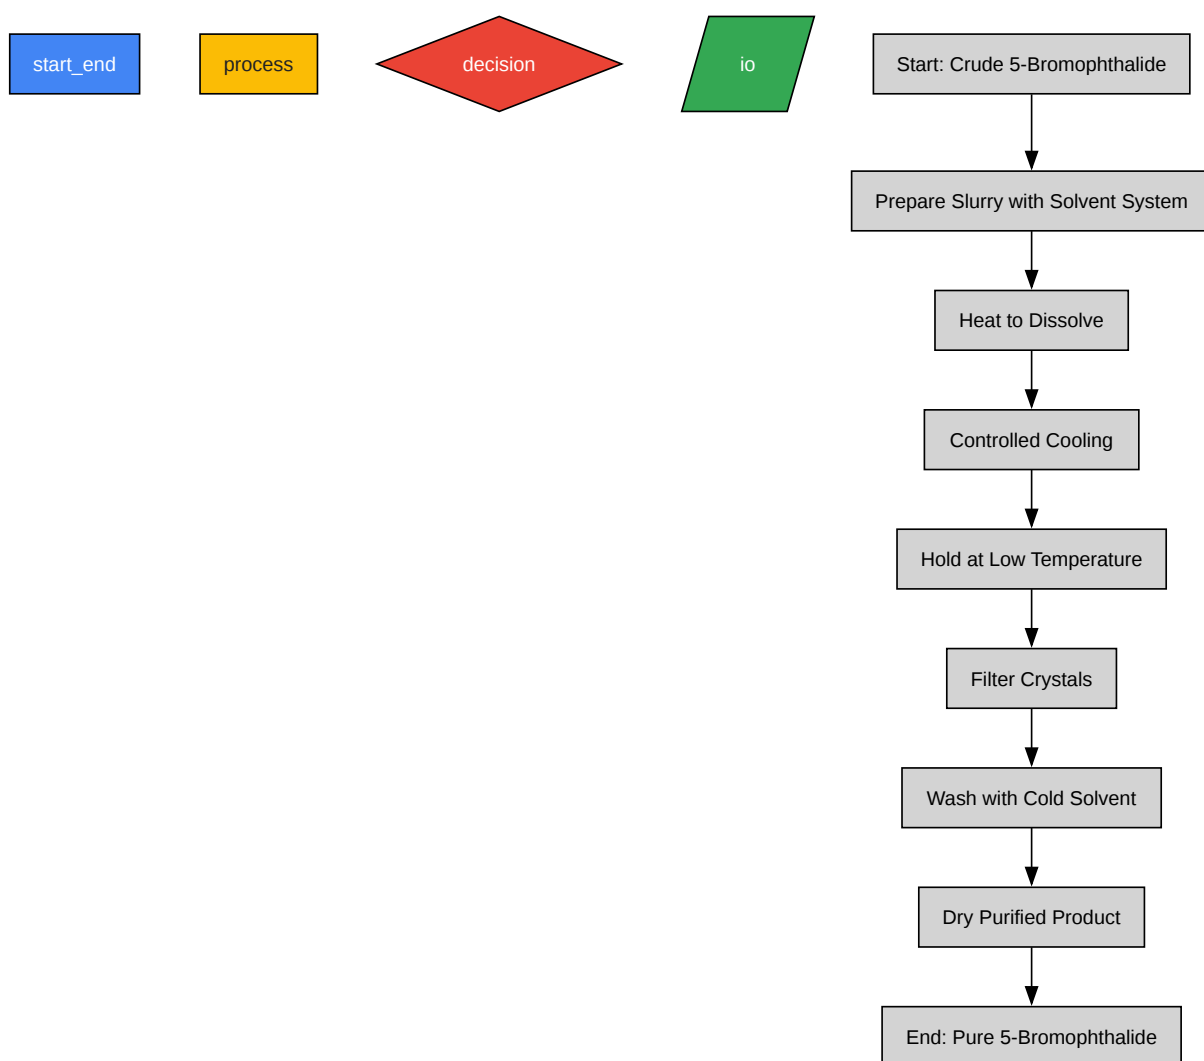 start_end
process
decision
io
Start: Crude 5-Bromophthalide
Prepare Slurry with Solvent System
Heat to Dissolve
Controlled Cooling
Hold at Low Temperature
Filter Crystals
Wash with Cold Solvent
Dry Purified Product
End: Pure 5-Bromophthalide